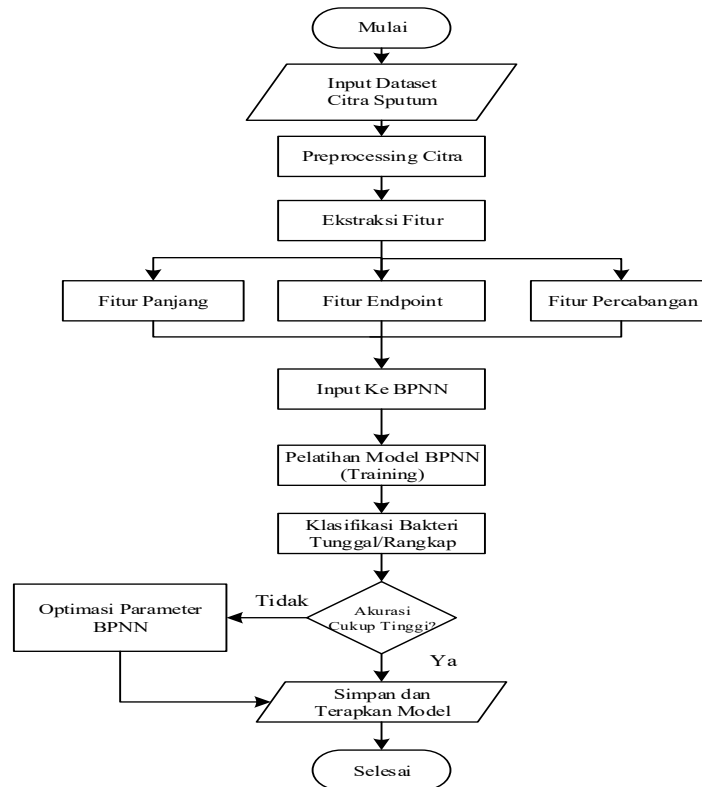 Mulai
Input Dataset
Citra Sputum
Preprocessing Citra
Ekstraksi Fitur
Fitur Panjang
Fitur Endpoint
Fitur Percabangan
Input Ke BPNN
Pelatihan Model BPNN
(Training)
Klasifikasi Bakteri
Tunggal/Rangkap
Akurasi
Cukup Tinggi?
Tidak
Optimasi Parameter
BPNN
Ya
Simpan dan
Terapkan Model
Selesai